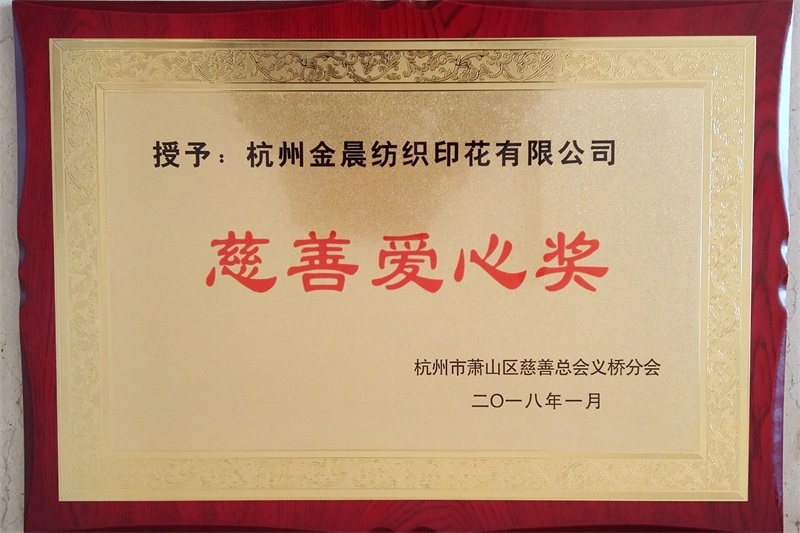 授予：杭州金晨纺织印花有限公司
慈善爱心奖
杭州市萧山区慈善总会义桥分会
二〇一八年一月